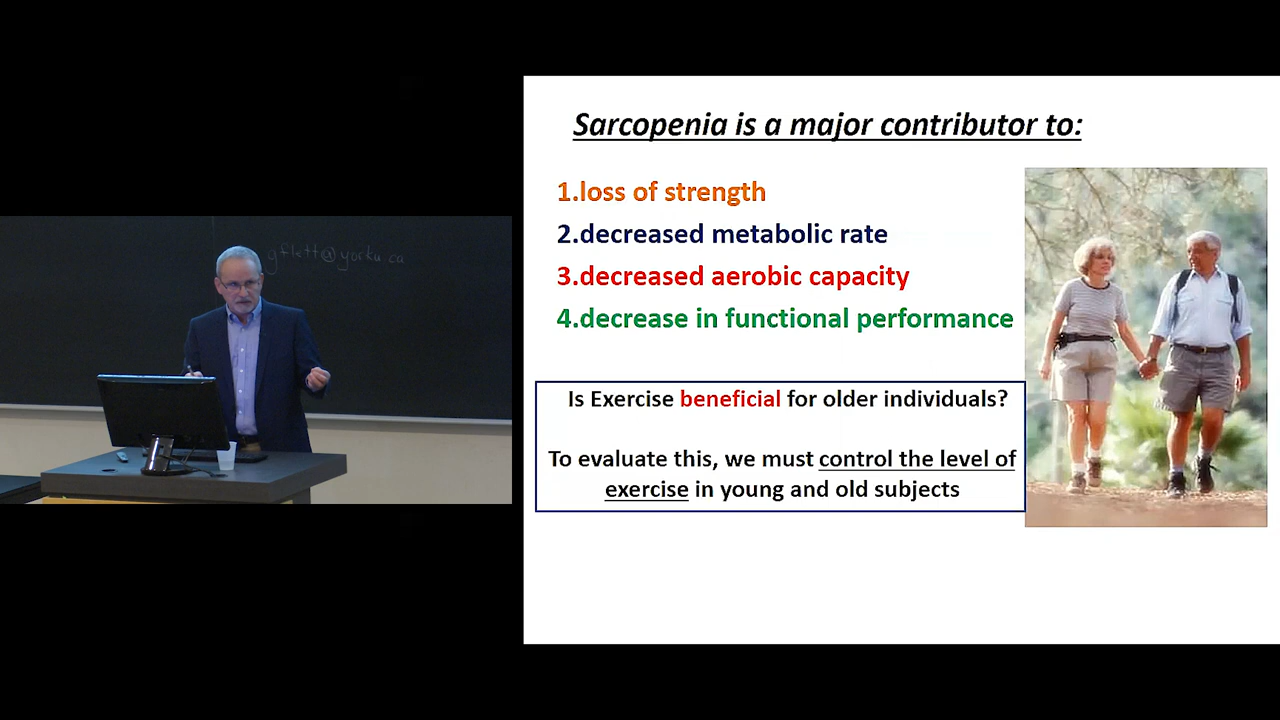 gflett@yorku.ca
Sarcopenia is a major contributor to:
1.loss of strength
2.decreased metabolic rate
3.decreased aerobic capacity
4.decrease in functional performance
Is Exercise beneficial for older individuals?
To evaluate this, we must control the level of
exercise in young and old subjects